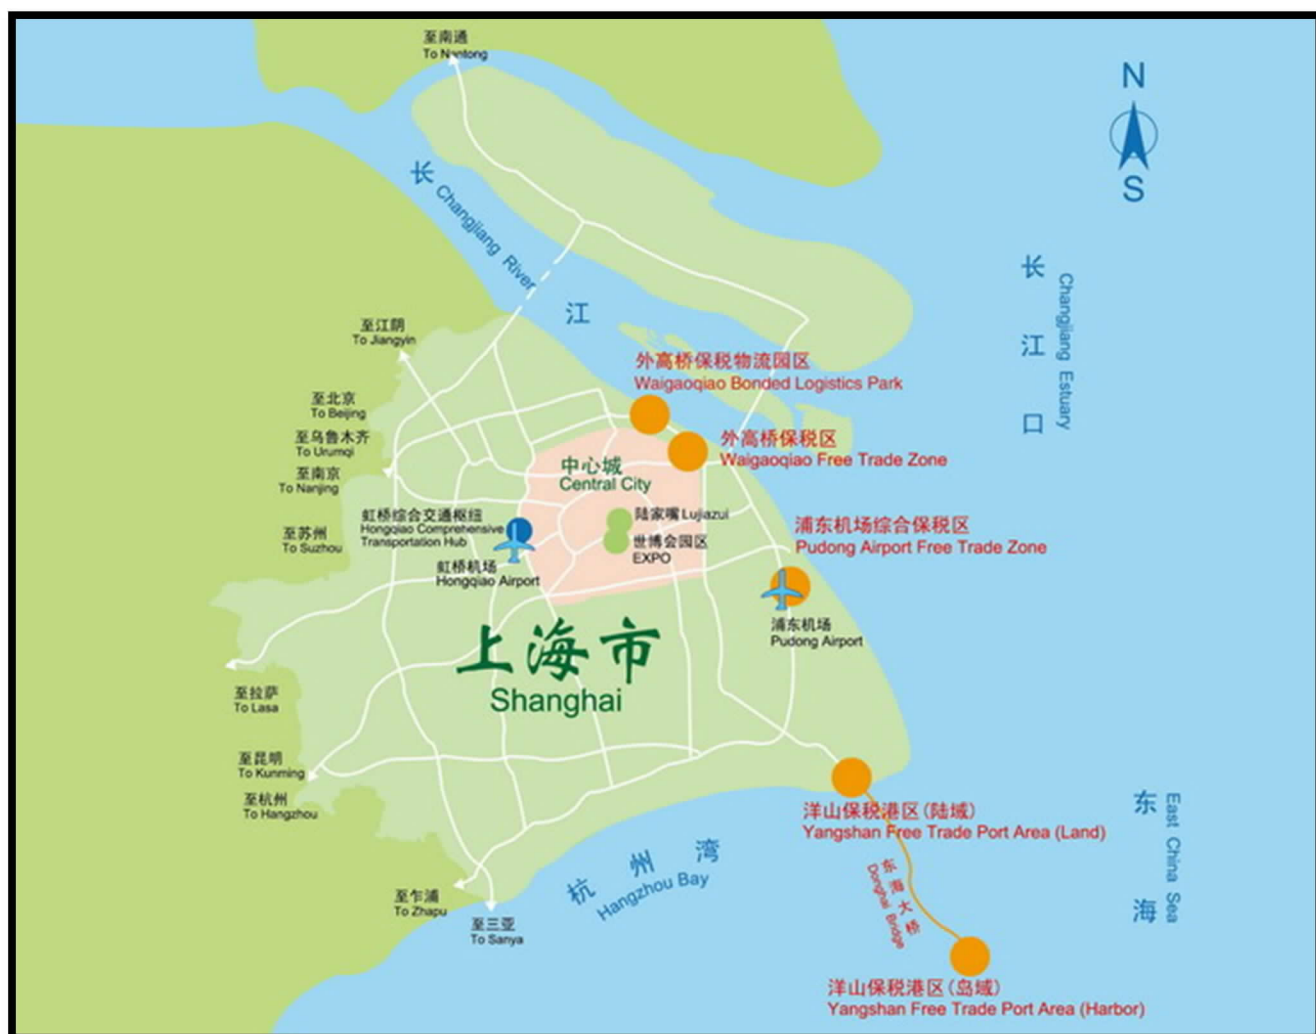 至南通
To Nantong
N
S
长
江
Changjiang River
长
江
口
Changjiang Estuary
至江阴
To Jiangyin
外高桥保税物流园区
Waigaoqiao Bonded Logistics Park
至北京
To Beijing
至乌鲁木齐
To Urumqi
外高桥保税区
Waigaoqiao Free Trade Zone
中心城
Central City
至南京
To Nanjing
虹桥综合交通枢纽
Hongqiao Comprehensive
Transportation Hub
陆家嘴 Lujiazui
浦东机场综合保税区
Pudong Airport Free Trade Zone
至苏州
To Suzhou
世博会园区
EXPO
虹桥机场
Hongqiao Airport
浦东机场
Pudong Airport
上海市
Shanghai
至拉萨
To Lasa
至昆明
To Kunming
至杭州
To Hangzhou
洋山保税港区(陆域)
Yangshan Free Trade Port Area (Land)
东
海
East China Sea
杭州湾
Hangzhou Bay
东海大桥
Donghai Bridge
至乍浦
To Zhapu
至三亚
To Sanya
洋山保税港区(岛域)
Yangshan Free Trade Port Area (Harbor)